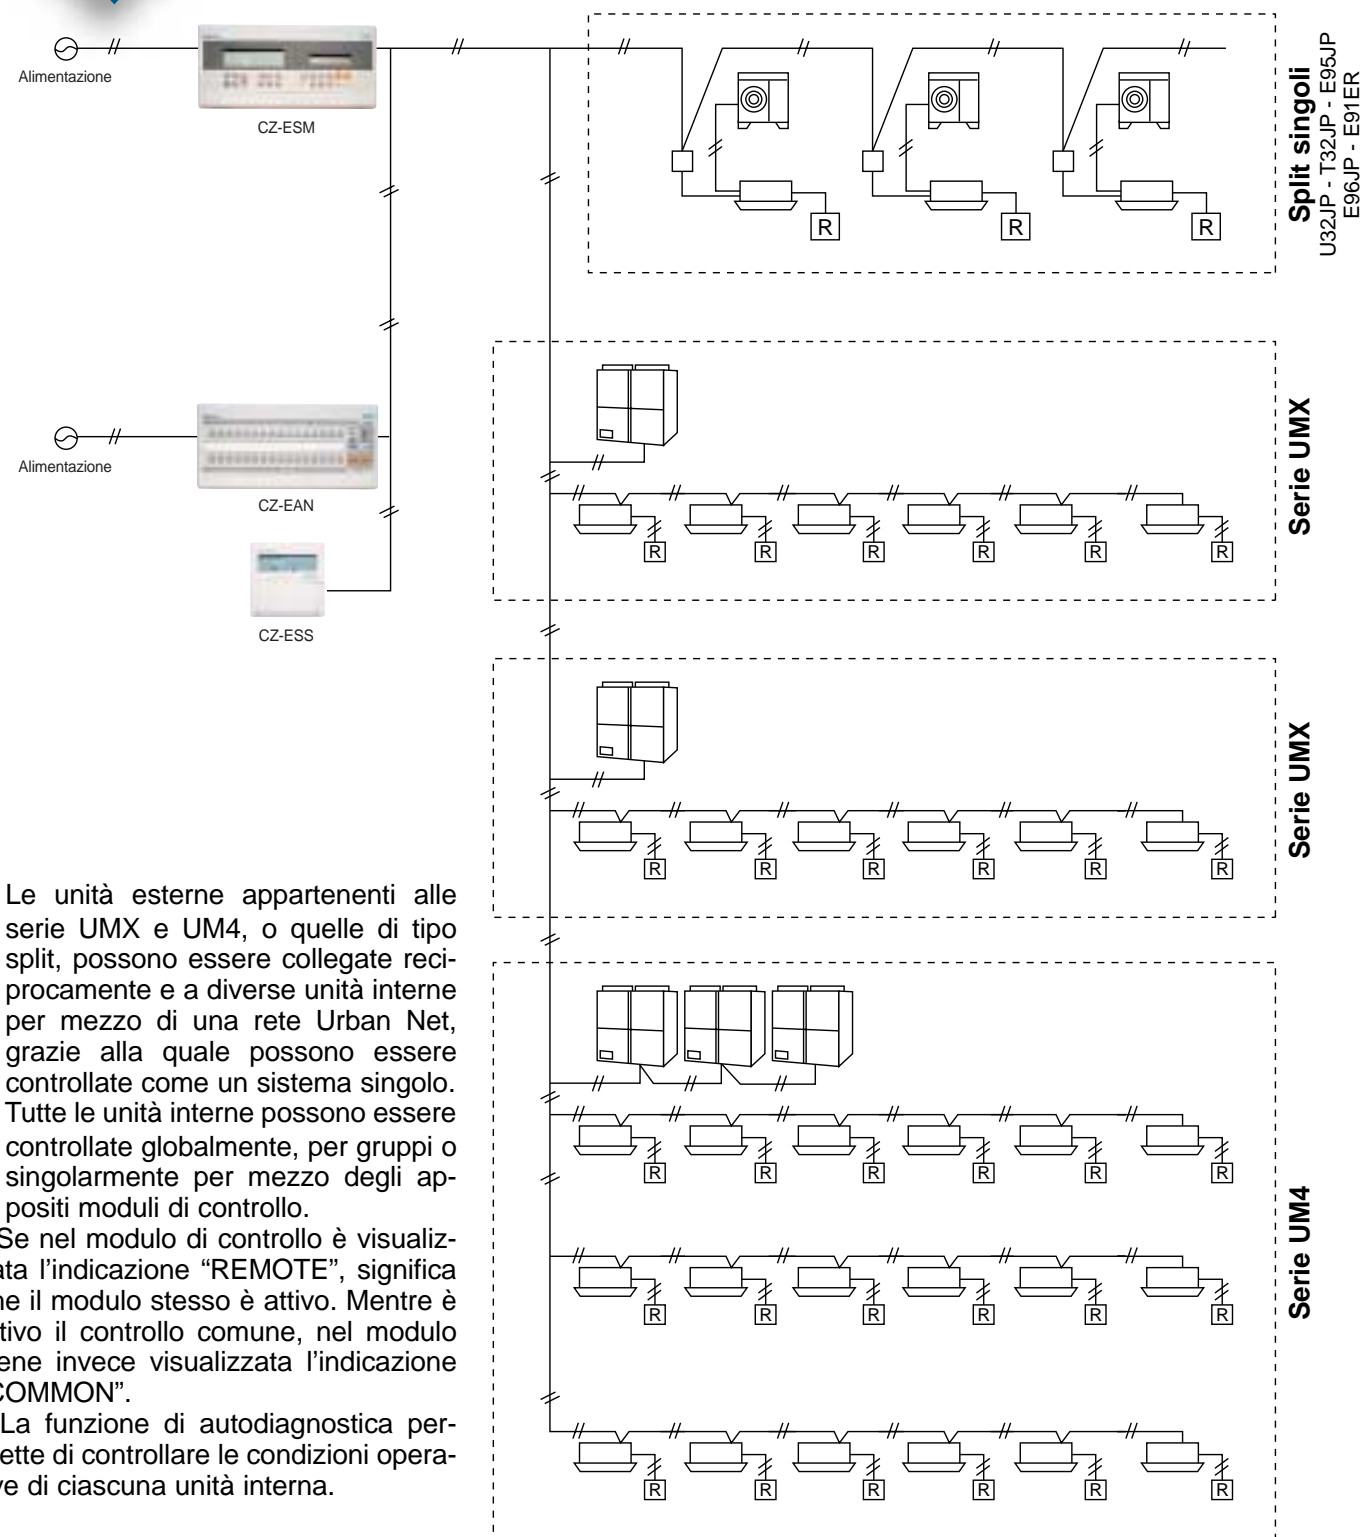 Alimentazione
CZ-ESM
Alimentazione
CZ-EAN
CZ-ESS
R R R
Split singoli
U32JP - T32JP - E95JP
E96JP - E91ER
R R R R R R
Serie UMX
R R R R R R
Serie UMX
R R R R R R
R R R R R R
R R R R R R
Serie UM4
Le unità esterne appartenenti alle
serie UMX e UM4, o quelle di tipo
split, possono essere collegate reci-
procamente e a diverse unità interne
per mezzo di una rete Urban Net,
grazie alla quale possono essere
controllate come un sistema singolo.
Tutte le unità interne possono essere
controllate globalmente, per gruppi o
singolarmente per mezzo degli ap-
positi moduli di controllo.
Se nel modulo di controllo è visualiz-
ata l'indicazione “REMOTE”, significa
he il modulo stesso è attivo. Mentre è
tivo il controllo comune, nel modulo
ene invece visualizzata l'indicazione
COMMON”.
La funzione di autodiagnostica per-
ette di controllare le condizioni opera-
ve di ciascuna unità interna.